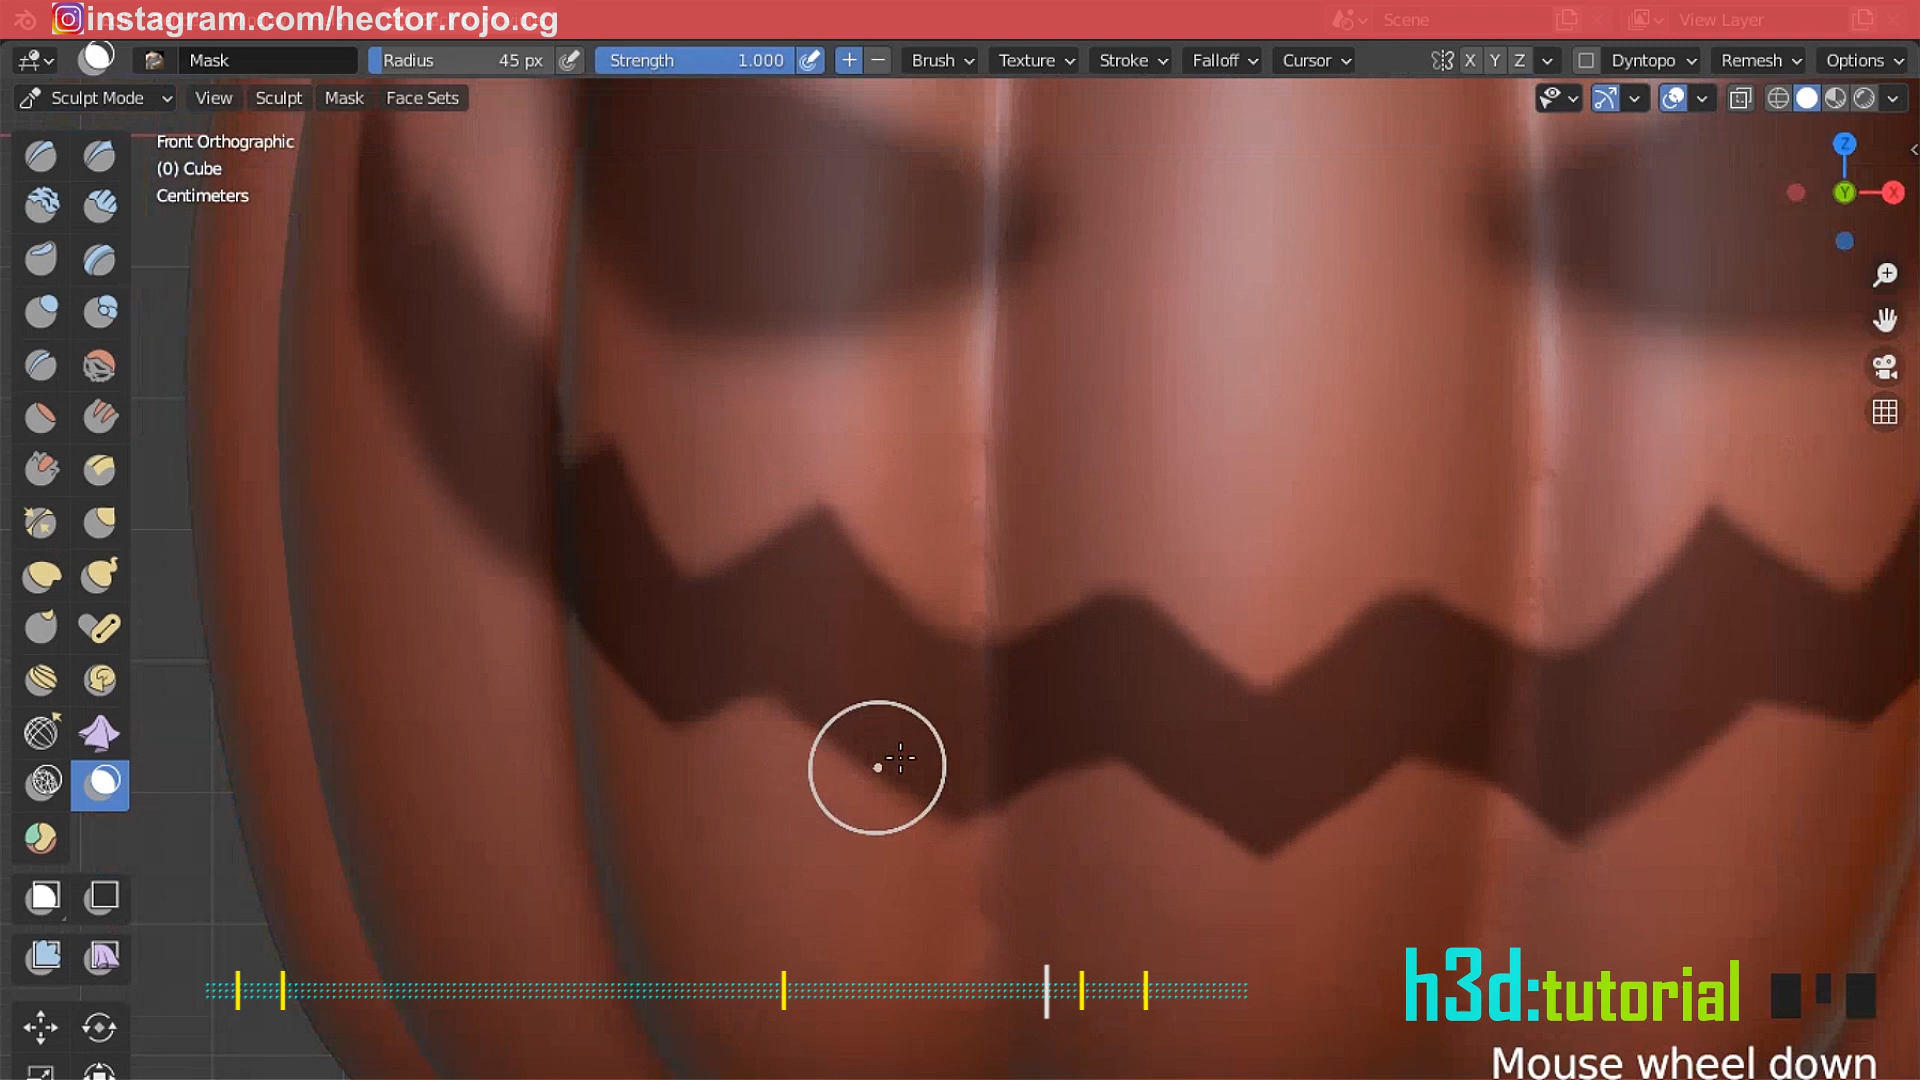 instagram.com/hector.rojo.cg
Scene
View Layer
Mask
Radius 45 px
Strength 1.000
Brush
Texture
Stroke
Falloff
Cursor
X Y Z
Dyntopo
Remesh
Options
Sculpt Mode
View
Sculpt
Mask
Face Sets
Front Orthographic
(0) Cube
Centimeters
Z
Y
X
h3d:tutorial
Mouse wheel down